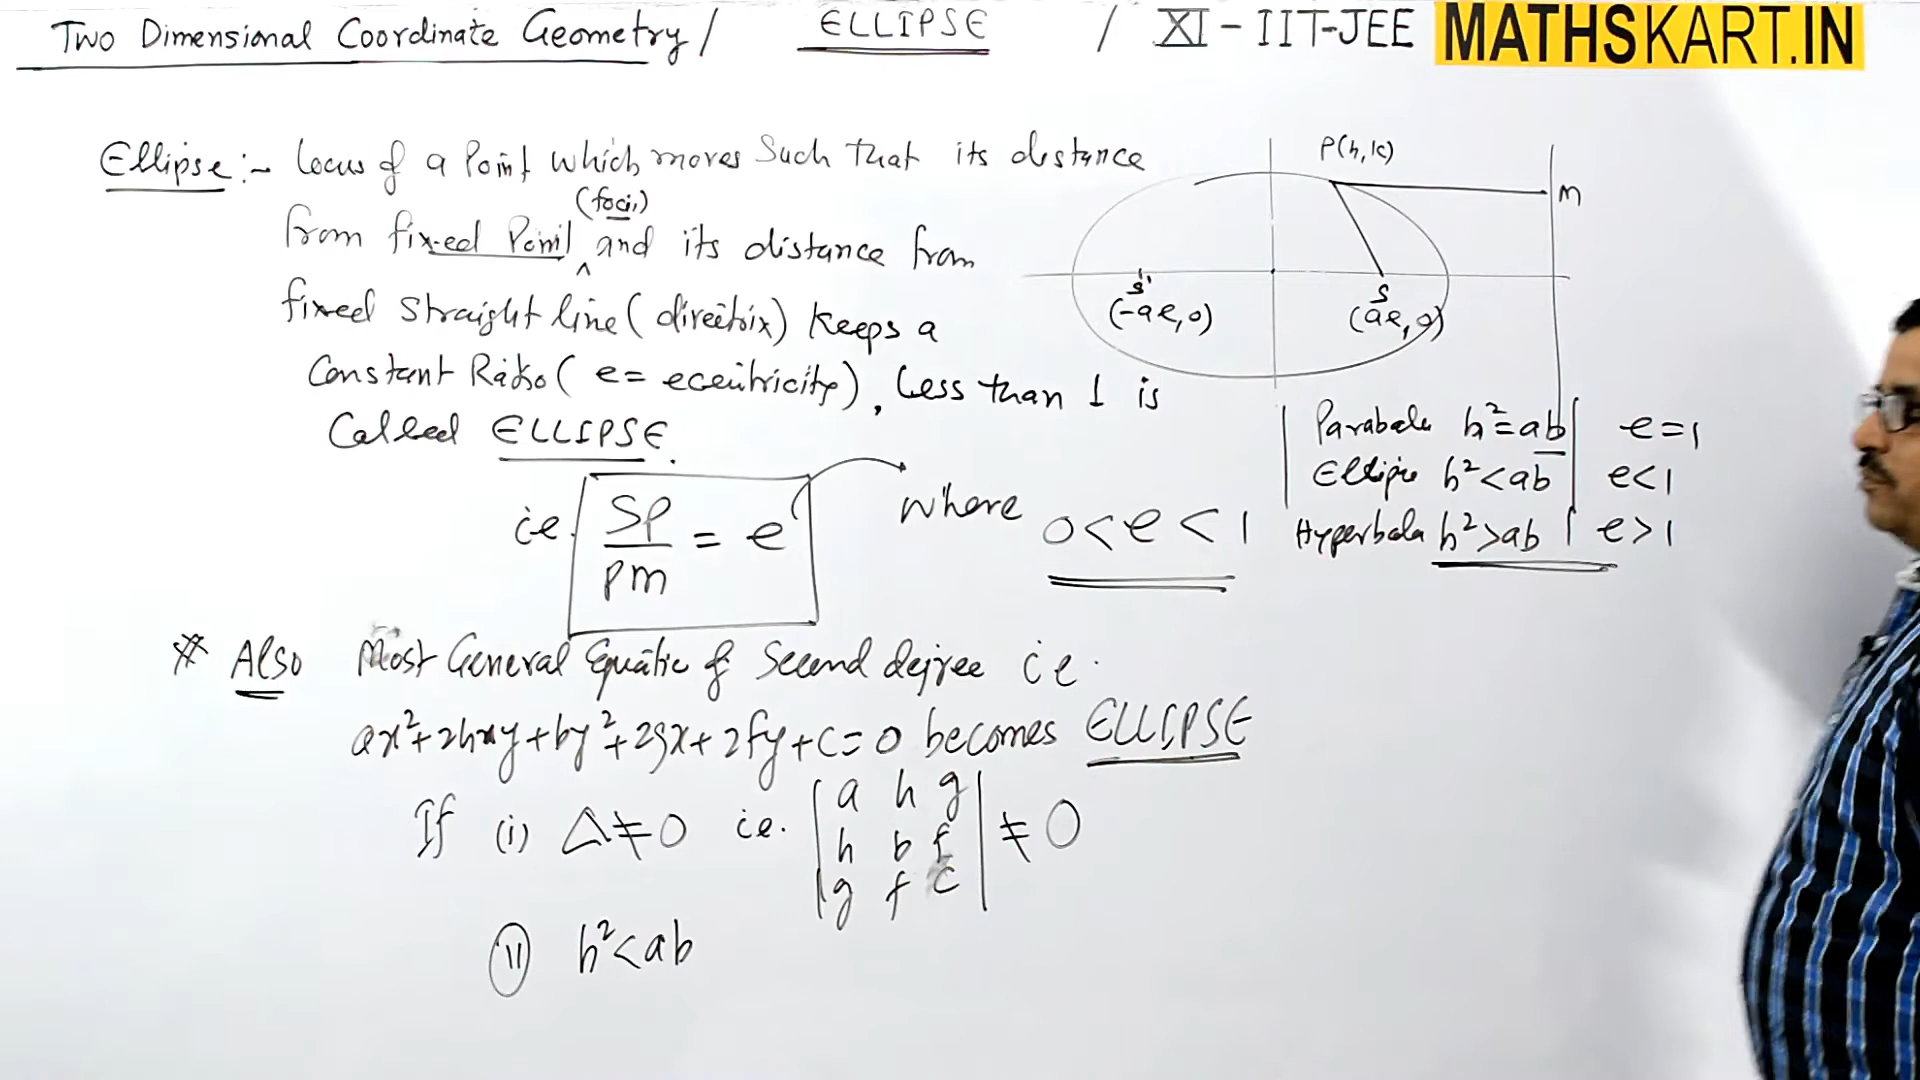 Two Dimensional Coordinate Geometry / ELLIPSE / XI - IIT-JEE MATHSKART.IN
Ellipse :- Locus of a Point which moves Such that its distance
(foci)
from fixed Point ^ and its distance from
fixed Straight line (directrix) Keeps a
Constant Ratio (e = eccentricity), Less than 1 is
Called ELLIPSE.
ie. SP/PM = e where 0<e<1
P(h,k)
M
S'
(-ae,0)
S
(ae,0)
Parabola h²=ab | e=1
Ellipse h²<ab | e<1
Hyperbola h²>ab | e>1
* Also Most General Equatic of Second degree ie.
ax²+2hxy+by²+2gx+2fy+c=0 becomes ELLIPSE
If (i) Δ≠0 ie. | a h g |
| h b f | ≠ 0
| g f c |
(ii) h²<ab